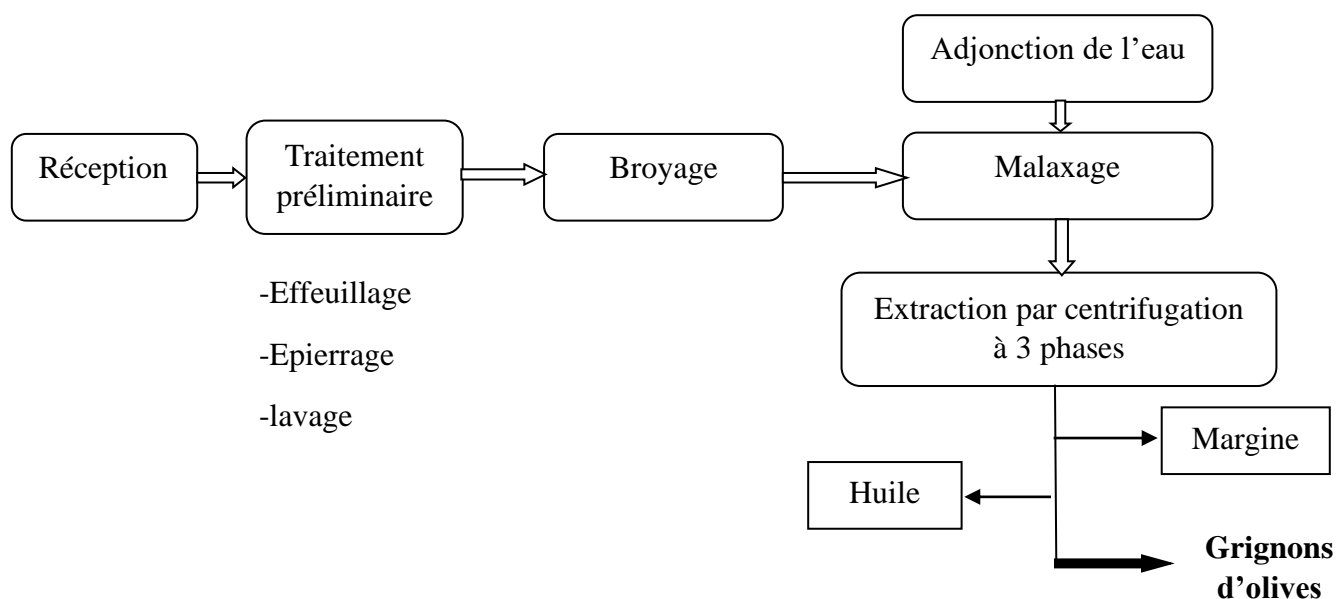 Adjonction de l’eau
Réception
Traitement
préliminaire
Broyage
Malaxage
-Effeuillage
-Epierrage
-lavage
Extraction par centrifugation
à 3 phases
Margine
Huile
Grignons
d’olives